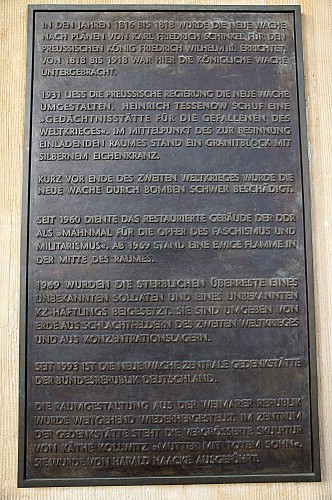 IN DEN JAHREN 1816 BIS 1818 WURDE DIE NEUE WACHE
NACH PLÄNEN VON KARL FRIEDRICH SCHINKEL FÜR DEN
PREUSSISCHEN KÖNIG FRIEDRICH WILHELM III. ERRICHTET.
VON 1818 BIS 1918 WAR HIER DIE KÖNIGLICHE WACHE
UNTERGEBRACHT.
1931 LIESS DIE PREUSSISCHE REGIERUNG DIE NEUE WACHE
UMGESTALTEN. HEINRICH TESSENOW SCHUF EINE
»GEDÄCHTNISSTÄTTE FÜR DIE GEFALLENEN DES
WELTKRIEGES«. IM MITTELPUNKT DES ZUR BESINNUNG
EINLADENDEN RAUMES STAND EIN GRANITBLOCK MIT
SILBERNEM EICHENKRANZ.
KURZ VOR ENDE DES ZWEITEN WELTKRIEGES WURDE DIE
NEUE WACHE DURCH BOMBEN SCHWER BESCHÄDIGT.
SEIT 1960 DIENTE DAS RESTAURIERTE GEBÄUDE DER DDR
ALS »MAHNMAL FÜR DIE OPFER DES FASCHISMUS UND
MILITARISMUS«. AB 1969 STAND EINE EWIGE FLAMME IN
DER MITTE DES RAUMES.
1969 WURDEN DIE STERBLICHEN ÜBERRESTE EINES
UNBEKANNTEN SOLDATEN UND EINES UNBEKANNTEN
KZ-HÄFTLINGS BEIGESETZT. SIE SIND UMGEBEN VON
ERDE AUS SCHLACHTFELDERN DES ZWEITEN WELTKRIEGES
UND AUS KONZENTRATIONSLAGERN.
SEIT 1993 IST DIE NEUE WACHE ZENTRALE GEDENKSTÄTTE
DER BUNDESREPUBLIK DEUTSCHLAND.
DIE RAUMGESTALTUNG AUS DER WEIMARER REPUBLIK
WURDE WEITGEHEND WIEDERHERGESTELLT. IM ZENTRUM
DER GEDENKSTÄTTE STEHT DIE VERGRÖSSERTE SKULPTUR
VON KÄTHE KOLLWITZ »MUTTER MIT TOTEM SOHN«.
SIE WURDE VON HARALD HAACKE AUSGEFÜHRT.